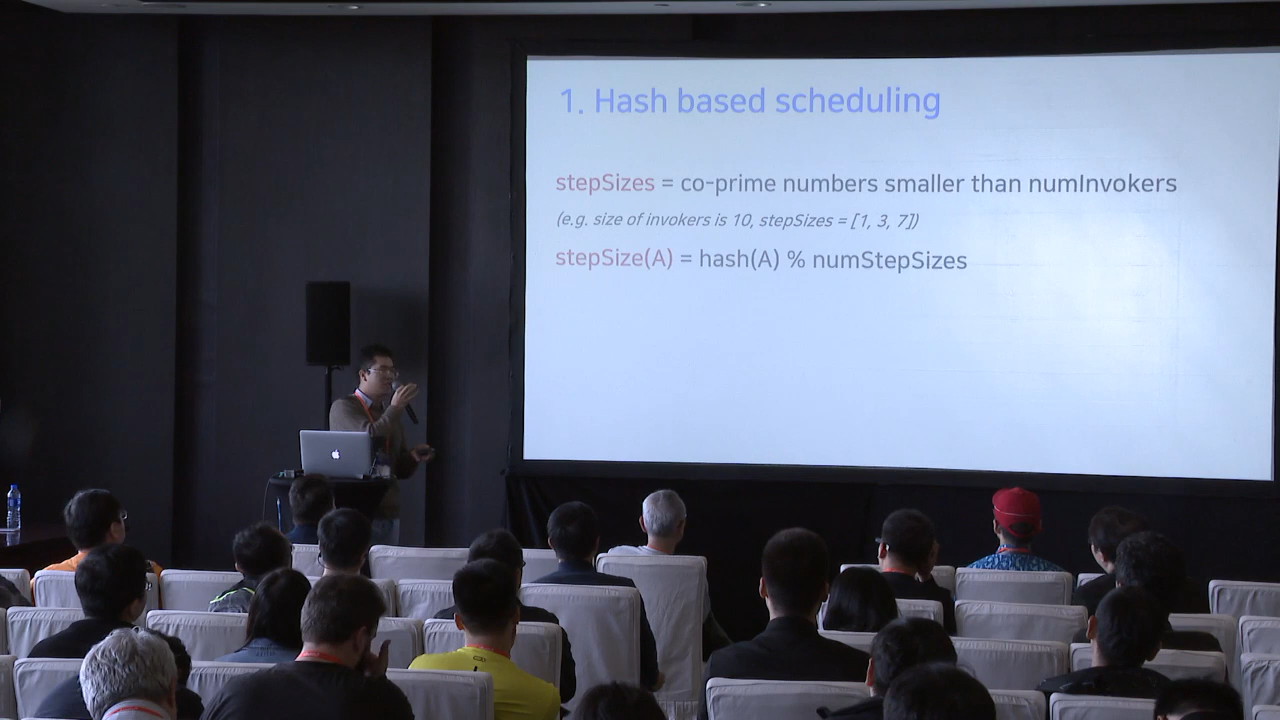 1. Hash based scheduling
stepSizes = co-prime numbers smaller than numInvokers
(e.g. size of invokers is 10, stepSizes = [1, 3, 7])
stepSize(A) = hash(A) % numStepSizes